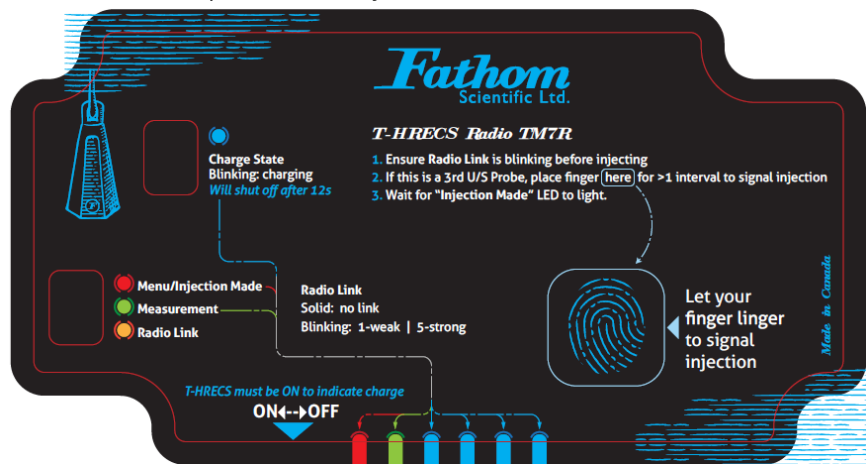 Fathom
Scientific Ltd.
T-HRECS Radio TM7R
1. Ensure Radio Link is blinking before injecting
2. If this is a 3rd U/S Probe, place finger here for >1 interval to signal injection
3. Wait for “Injection Made” LED to light.
Charge State
Blinking: charging
Will shut off after 12s
Menu/Injection Made
Measurement
Radio Link
Radio Link
Solid: no link
Blinking: 1-weak | 5-strong
Let your
finger linger
to signal
injection
Made in Canada
T-HRECS must be ON to indicate charge
ON◂--▸OFF
F